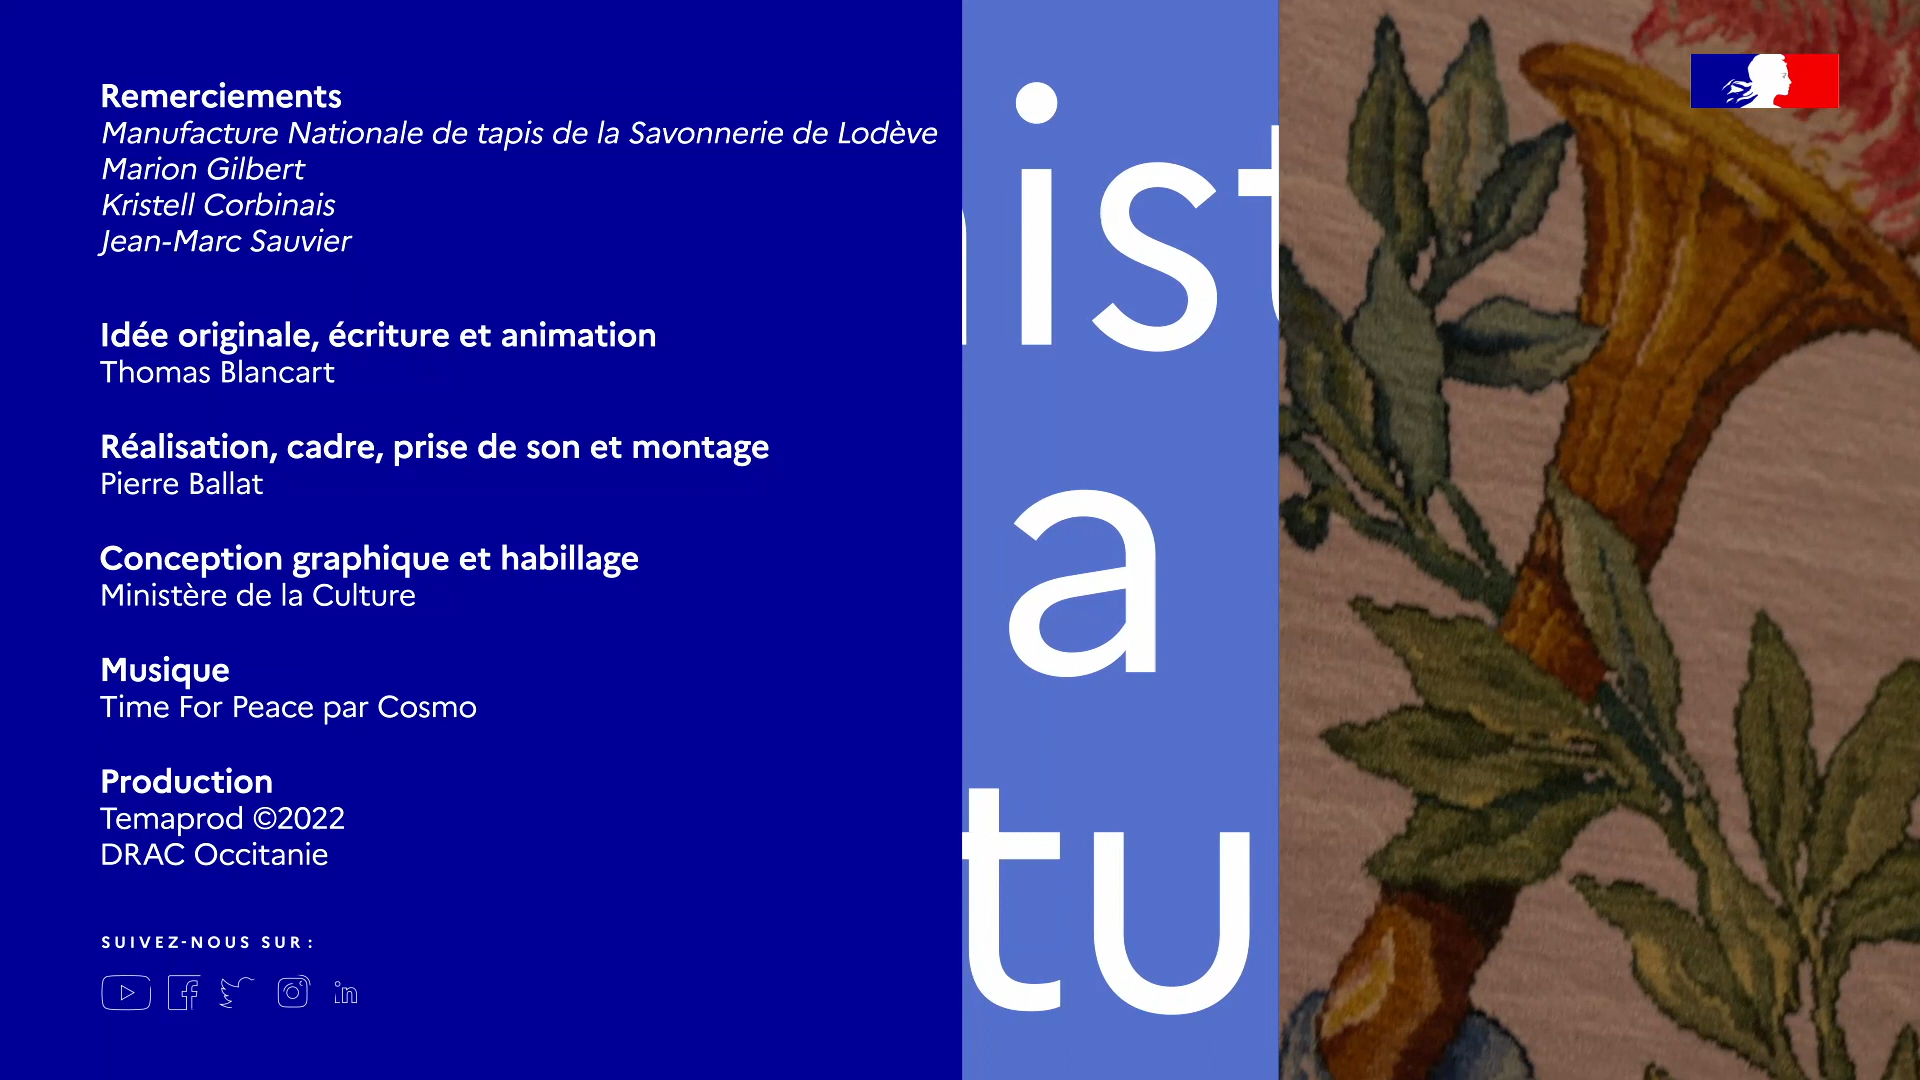 Remerciements
Manufacture Nationale de tapis de la Savonnerie de Lodève
Marion Gilbert
Kristell Corbinais
Jean-Marc Sauvier
Idée originale, écriture et animation
Thomas Blancart
Réalisation, cadre, prise de son et montage
Pierre Ballat
Conception graphique et habillage
Ministère de la Culture
Musique
Time For Peace par Cosmo
Production
Temaprod ©2022
DRAC Occitanie
SUIVEZ-NOUS SUR :
in
ist
a
tu